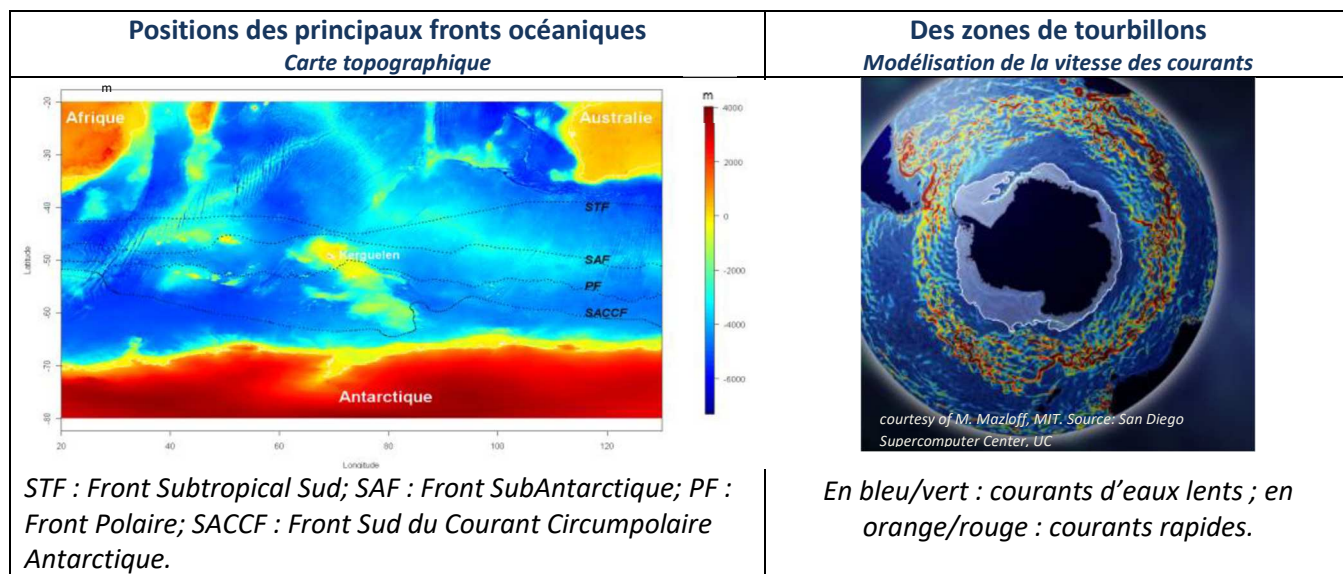 Positions des principaux fronts océaniques
Carte topographique
Des zones de tourbillons
Modélisation de la vitesse des courants
m
m
Afrique
Australie
STF
SAF
PF
SACCF
Kerguelen
Antarctique
Latitude
-20
-30
-40
-50
-60
-70
-80
20
40
60
80
100
120
Longitude
4000
2000
0
-2000
-4000
-6000
courtesy of M. Mazloff, MIT. Source: San Diego
Supercomputer Center, UC
STF : Front Subtropical Sud; SAF : Front SubAntarctique; PF :
Front Polaire; SACCF : Front Sud du Courant Circumpolaire
Antarctique.
En bleu/vert : courants d’eaux lents ; en
orange/rouge : courants rapides.